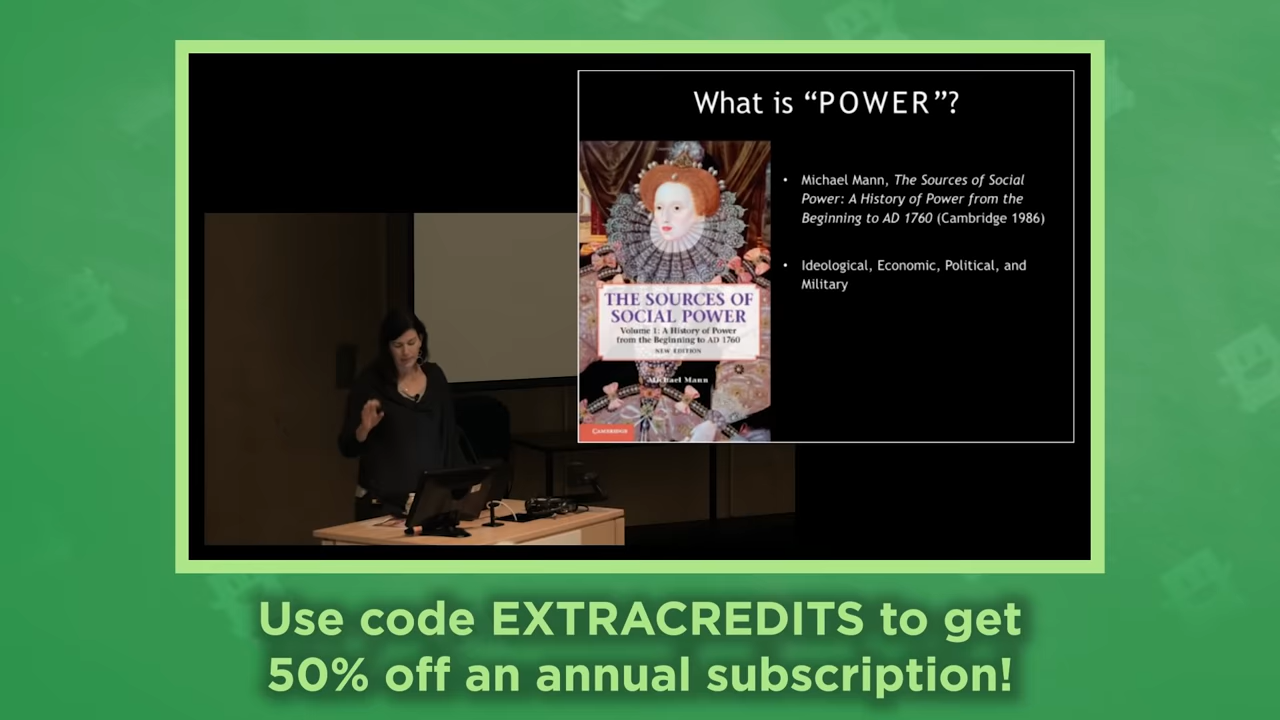 What is “POWER”?
• Michael Mann, The Sources of Social
Power: A History of Power from the
Beginning to AD 1760 (Cambridge 1986)
• Ideological, Economic, Political, and
Military
THE SOURCES OF
SOCIAL POWER
Volume 1: A History of Power
from the Beginning to AD 1760
NEW EDITION
Michael Mann
CAMBRIDGE
Use code EXTRACREDITS to get
50% off an annual subscription!